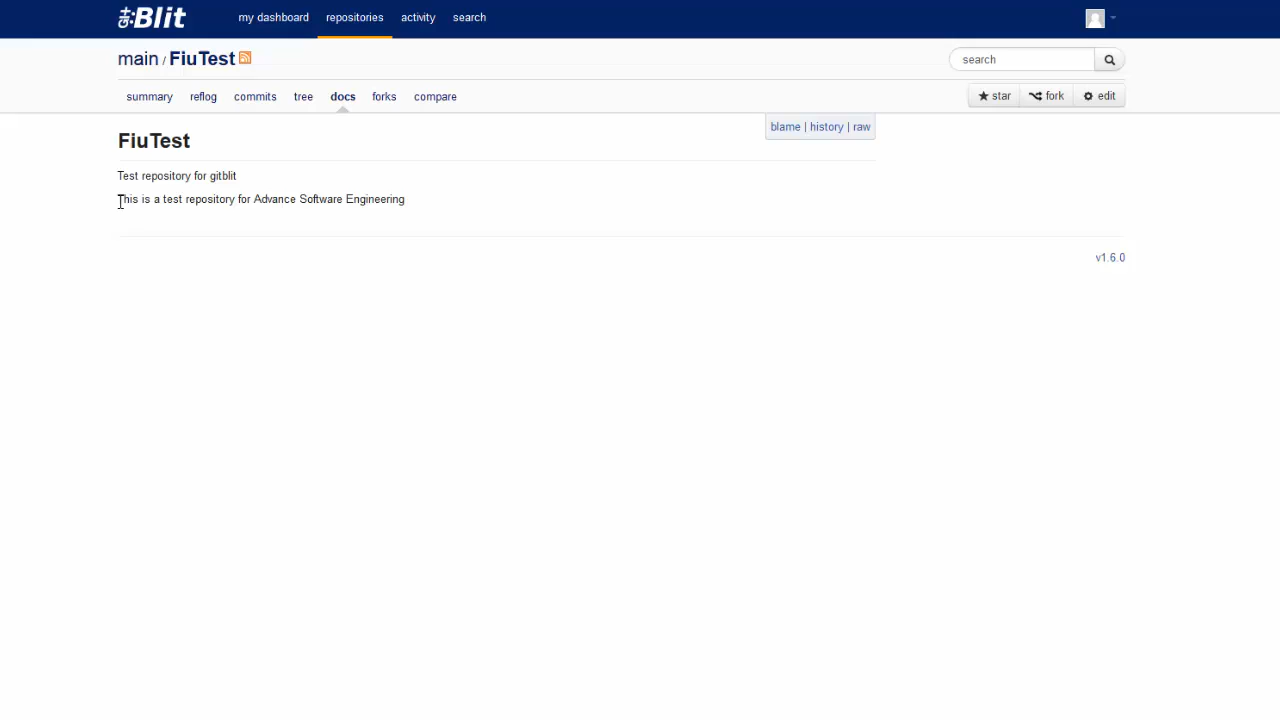 git:Blit my dashboard repositories activity search
main / FiuTest search
summary reflog commits tree docs forks compare star fork edit
blame | history | raw
FiuTest
Test repository for gitblit
This is a test repository for Advance Software Engineering
v1.6.0